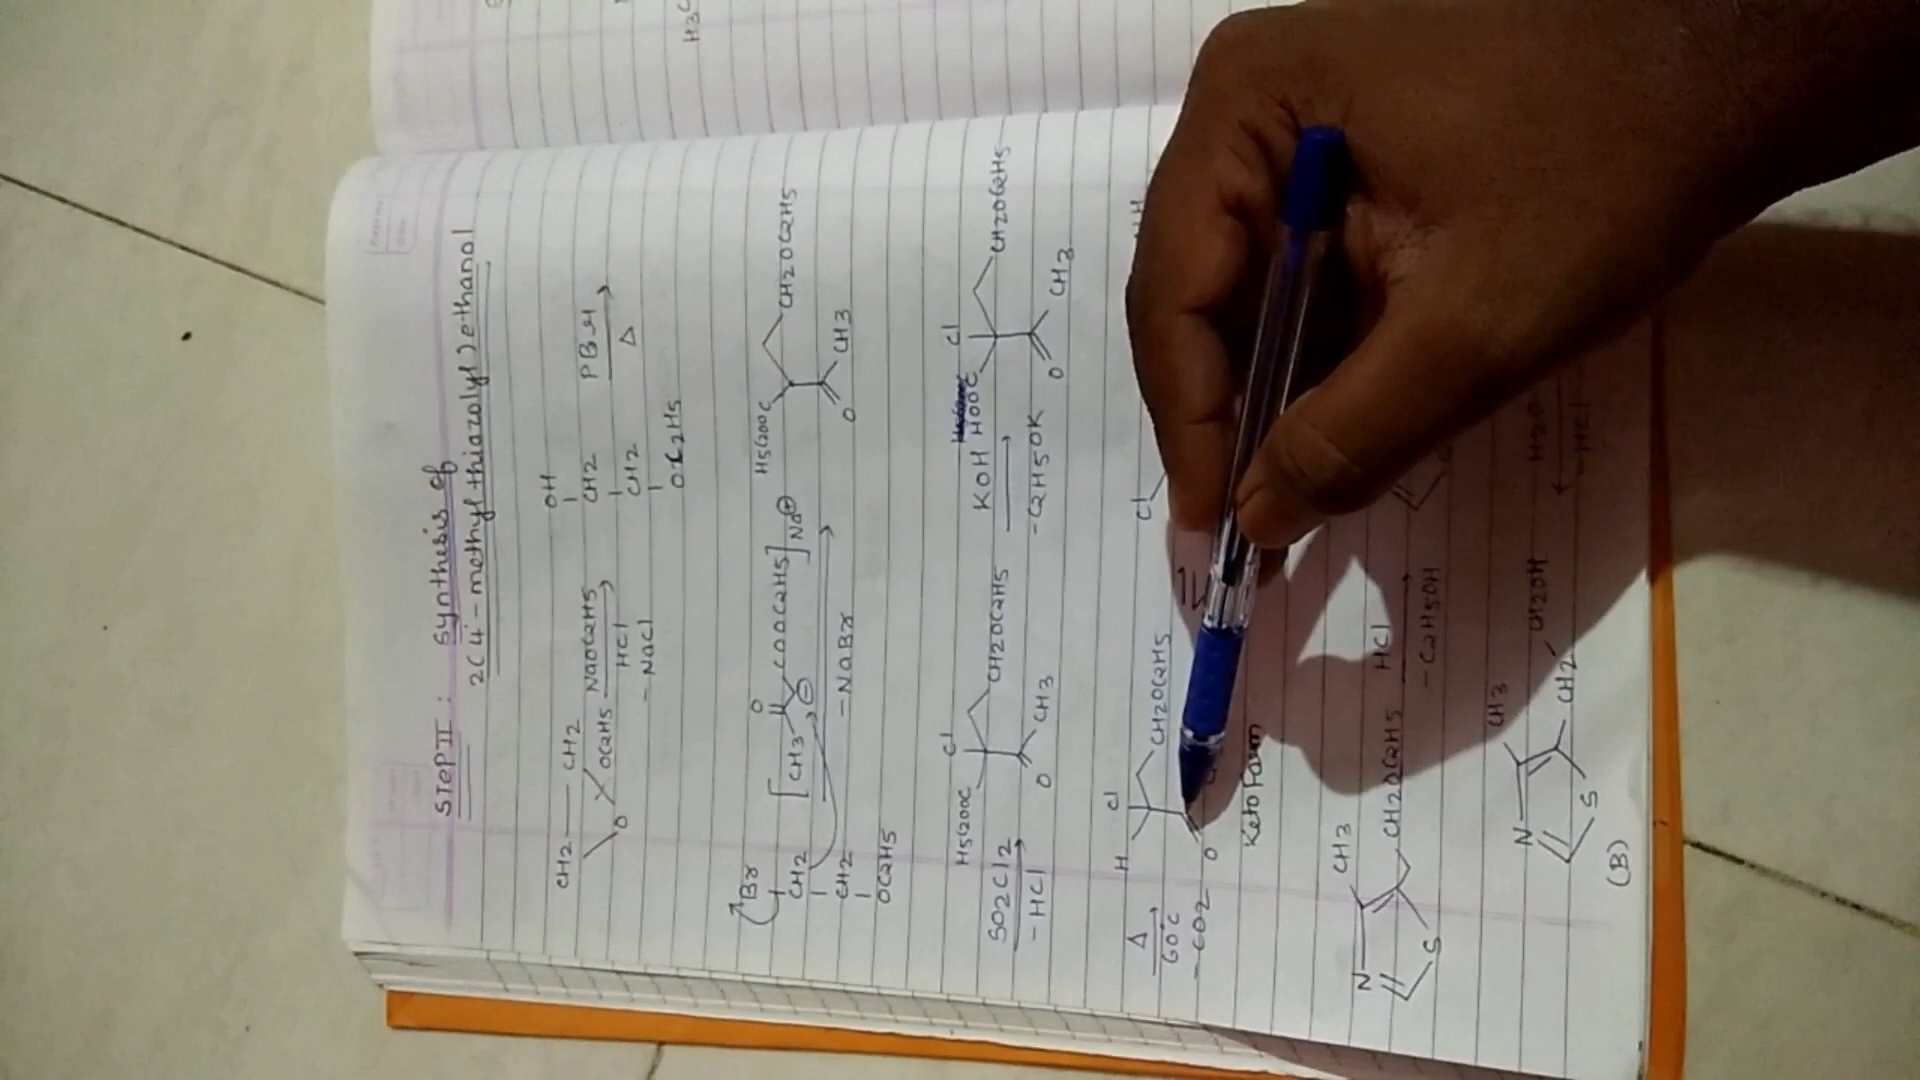 STEP II : Synthesis of
2(4'-methyl thiazolyl) ethanol
CH2 — CH2
O
OC2H5
NaOC2H5
HCl
- NaCl
OH
CH2
CH2
OC2H5
Δ
Br
CH2
CH2
OC2H5
[CH3
O
⊖
COOC2H5] Na⊕
- NaBr
H5C2OOC
CH2OC2H5
O
CH3
SO2Cl2
- HCl
H5C2OOC
Cl
CH2OC2H5
O
CH3
KOH
- C2H5OK
HOOC
Cl
CH2OC2H5
O
CH3
Δ
60°C
- CO2
H
Cl
CH2OC2H5
O
⇌
Cl
Keto Form
N
CH3
CH2OC2H5
S
HCl
- C2H5OH
N
CH3
CH2
CH2OH
S
H2O
- HCl
(B)